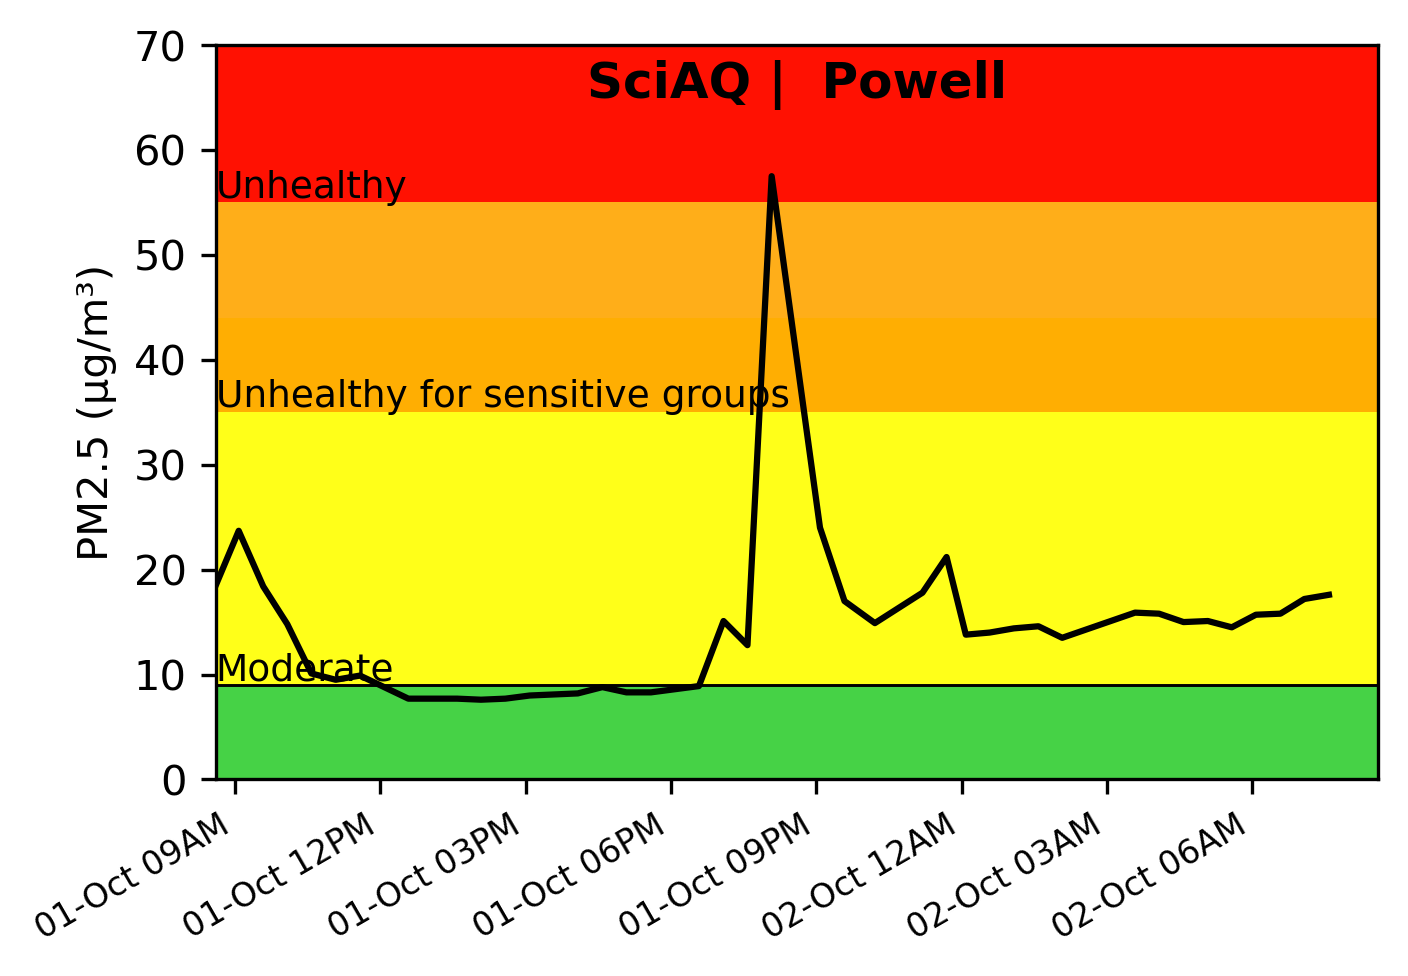 SciAQ | Powell
PM2.5 (µg/m³)
70
60
50
40
30
20
10
0
Unhealthy
Unhealthy for sensitive groups
Moderate
01-Oct 09AM
01-Oct 12PM
01-Oct 03PM
01-Oct 06PM
01-Oct 09PM
02-Oct 12AM
02-Oct 03AM
02-Oct 06AM